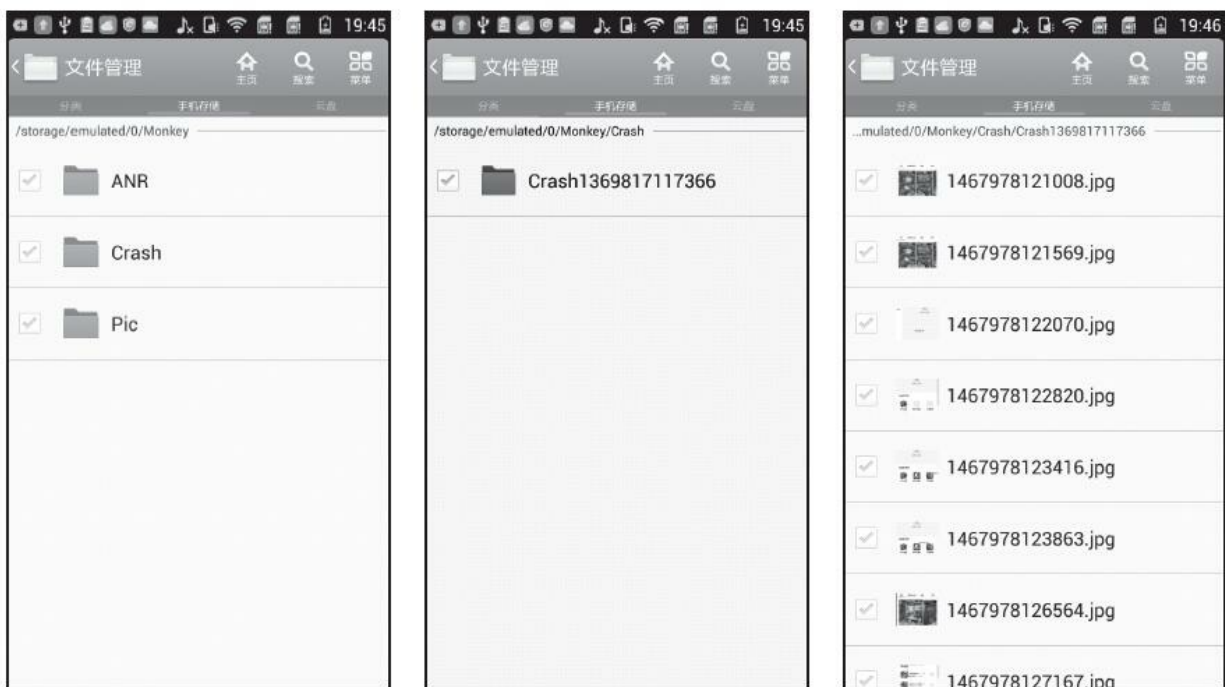 19:45
文件管理
主页 搜索 菜单
分类 手机存储 云盘
/storage/emulated/0/Monkey
ANR
Crash
Pic
19:45
文件管理
主页 搜索 菜单
分类 手机存储 云盘
/storage/emulated/0/Monkey/Crash
Crash1369817117366
19:46
文件管理
主页 搜索 菜单
分类 手机存储 云盘
...mulated/0/Monkey/Crash/Crash1369817117366
1467978121008.jpg
1467978121569.jpg
1467978122070.jpg
1467978122820.jpg
1467978123416.jpg
1467978123863.jpg
1467978126564.jpg
1467978127167.jpg